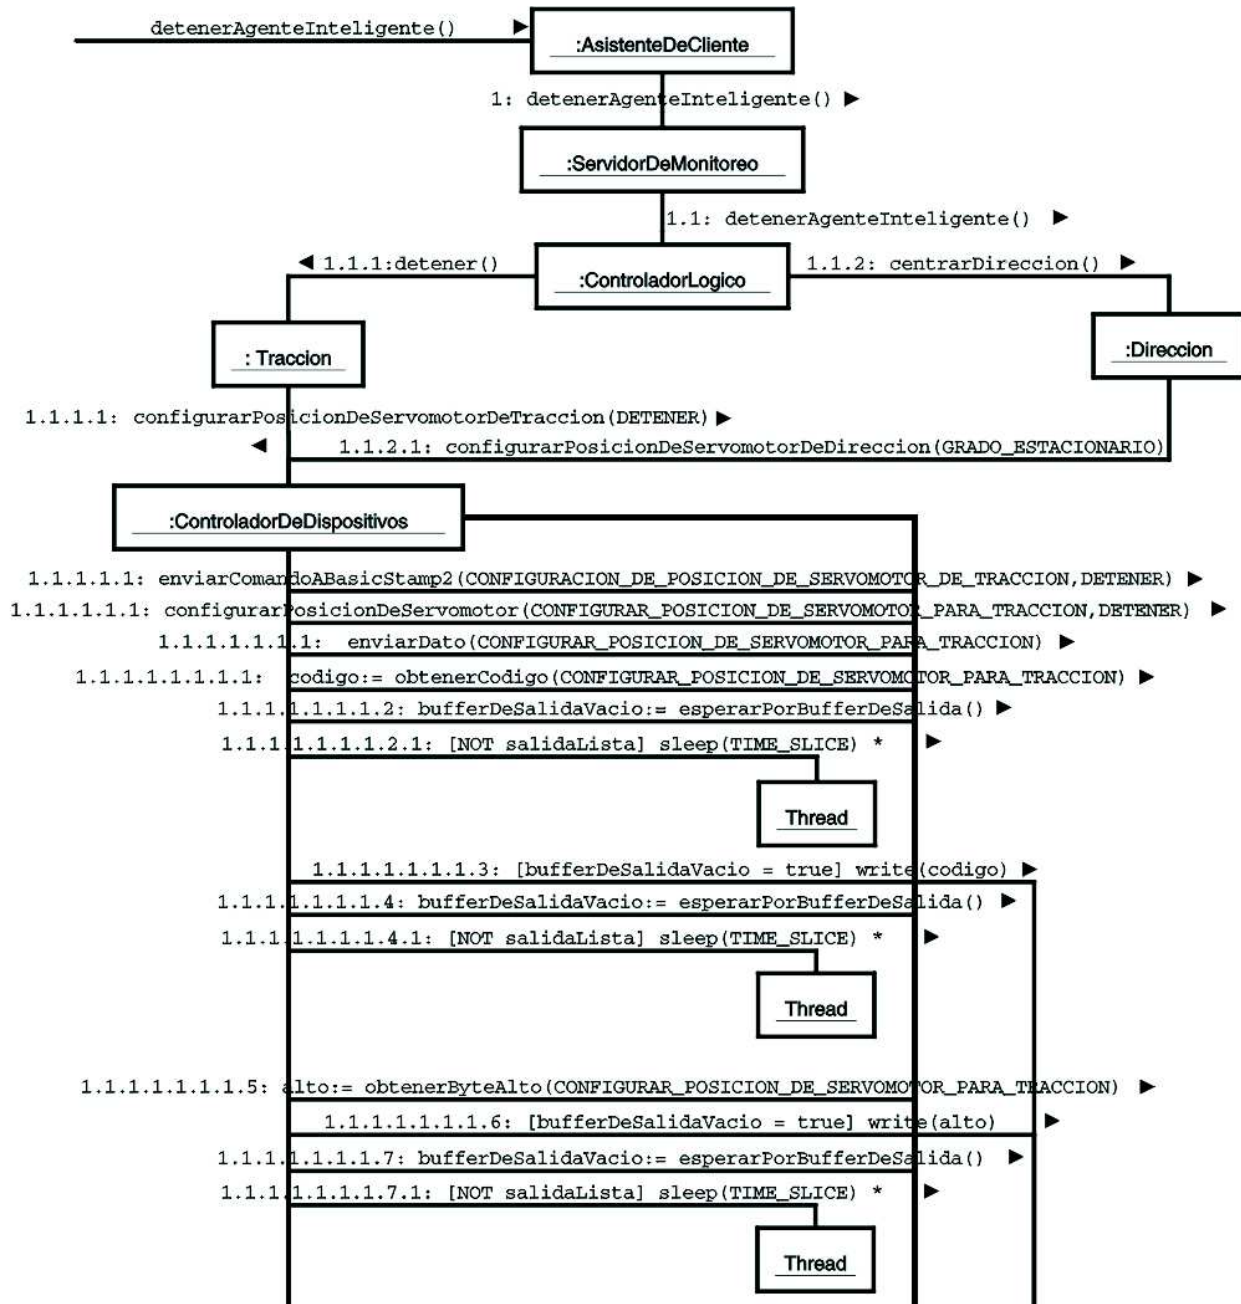 detenerAgenteInteligente()
:AsistenteDeCliente
1: detenerAgenteInteligente()
:ServidorDeMonitoreo
1.1: detenerAgenteInteligente()
1.1.1:detener()
:ControladorLogico
1.1.2: centrarDireccion()
: Traccion
:Direccion
1.1.1.1: configurarPosicionDeServomotorDeTraccion(DETENER)
1.1.2.1: configurarPosicionDeServomotorDeDireccion(GRADO_ESTACIONARIO)
:ControladorDeDispositivos
1.1.1.1.1: enviarComandoABasicStamp2(CONFIGURACION_DE_POSICION_DE_SERVOMOTOR_DE_TRACCION,DETENER)
1.1.1.1.1.1: configurarPosicionDeServomotor(CONFIGURAR_POSICION_DE_SERVOMOTOR_PARA_TRACCION,DETENER)
1.1.1.1.1.1.1: enviarDato(CONFIGURAR_POSICION_DE_SERVOMOTOR_PARA_TRACCION)
1.1.1.1.1.1.1.1: codigo:= obtenerCodigo(CONFIGURAR_POSICION_DE_SERVOMOTOR_PARA_TRACCION)
1.1.1.1.1.1.1.2: bufferDeSalidaVacio:= esperarPorBufferDeSalida()
1.1.1.1.1.1.1.2.1: [NOT salidaLista] sleep(TIME_SLICE) *
Thread
1.1.1.1.1.1.1.3: [bufferDeSalidaVacio = true] write(codigo)
1.1.1.1.1.1.1.4: bufferDeSalidaVacio:= esperarPorBufferDeSalida()
1.1.1.1.1.1.1.4.1: [NOT salidaLista] sleep(TIME_SLICE) *
Thread
1.1.1.1.1.1.1.5: alto:= obtenerByteAlto(CONFIGURAR_POSICION_DE_SERVOMOTOR_PARA_TRACCION)
1.1.1.1.1.1.1.6: [bufferDeSalidaVacio = true] write(alto)
1.1.1.1.1.1.1.7: bufferDeSalidaVacio:= esperarPorBufferDeSalida()
1.1.1.1.1.1.1.7.1: [NOT salidaLista] sleep(TIME_SLICE) *
Thread